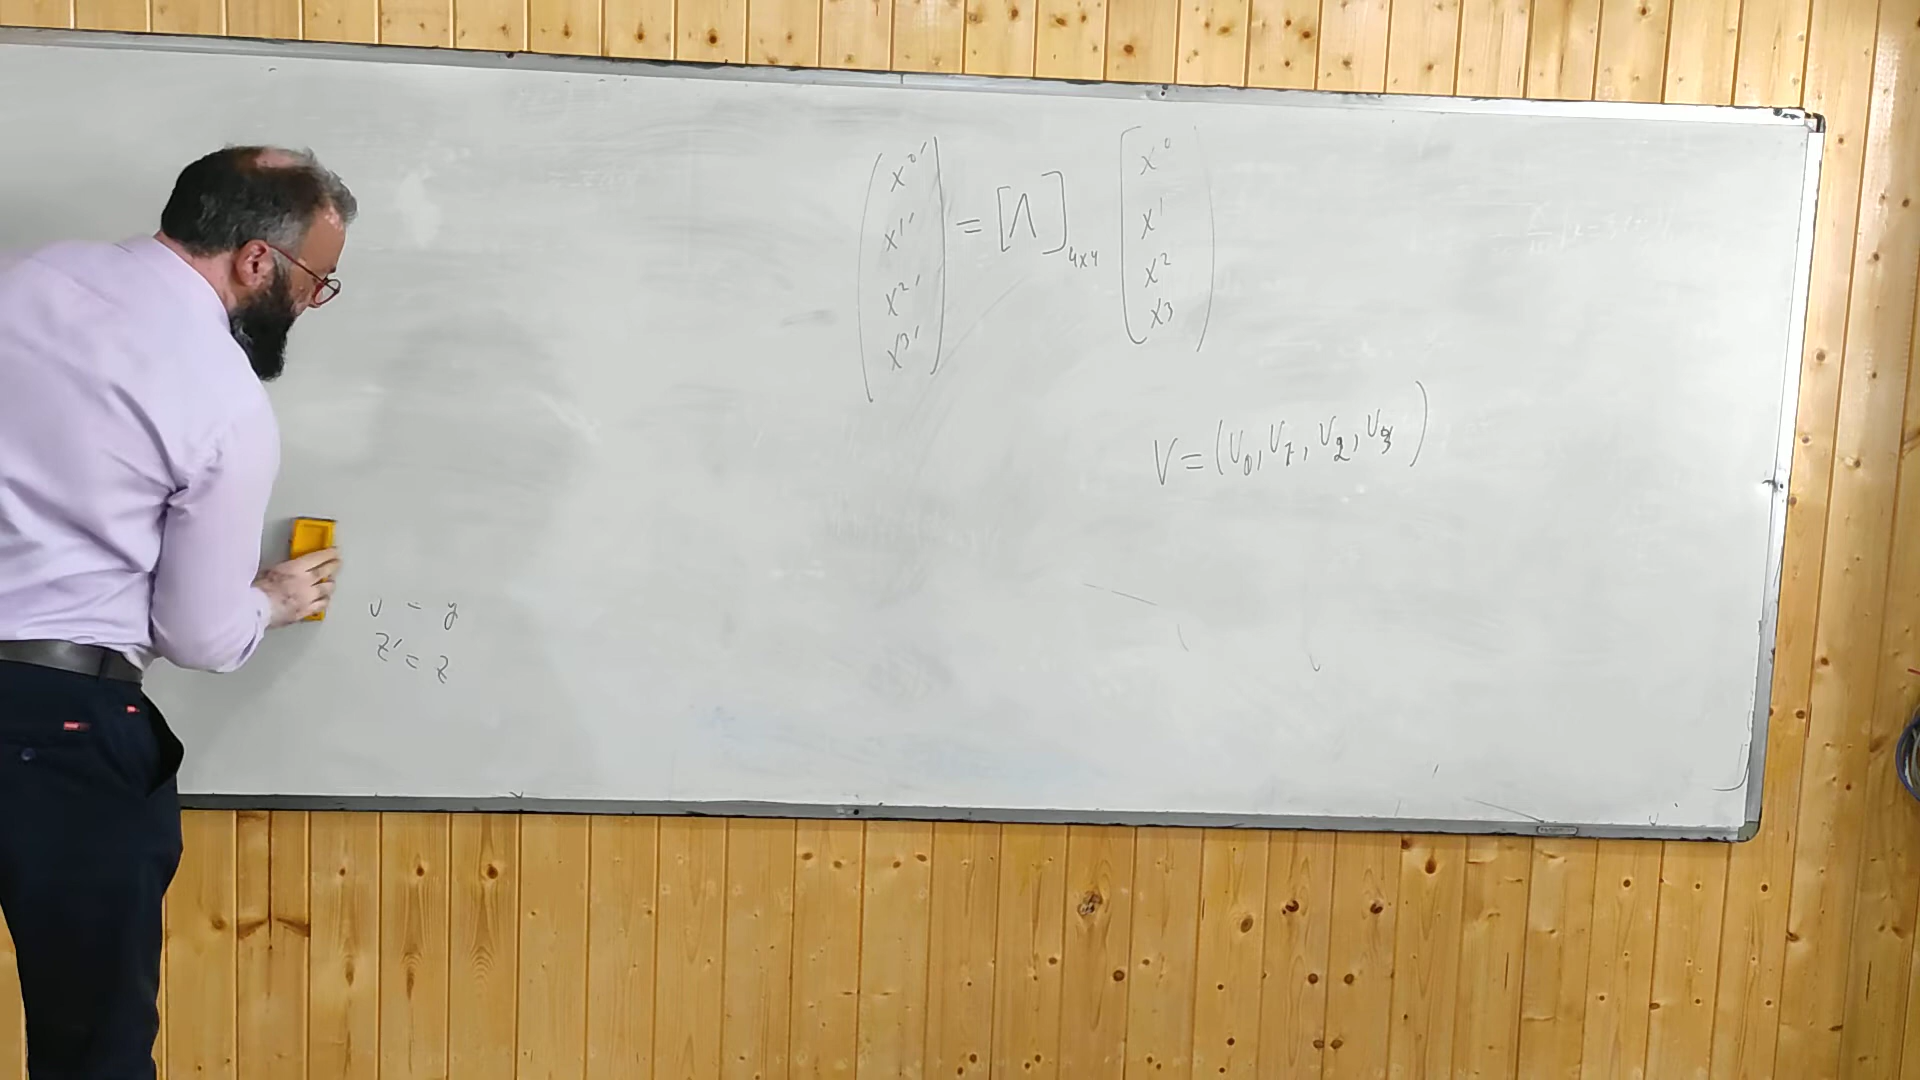 (x⁰′ x¹′ x²′ x³′) = [Λ]₄ₓ₄ (x⁰ x¹ x² x³)
V = (V₀, V₁, V₂, V₃)
= y
z′ = z